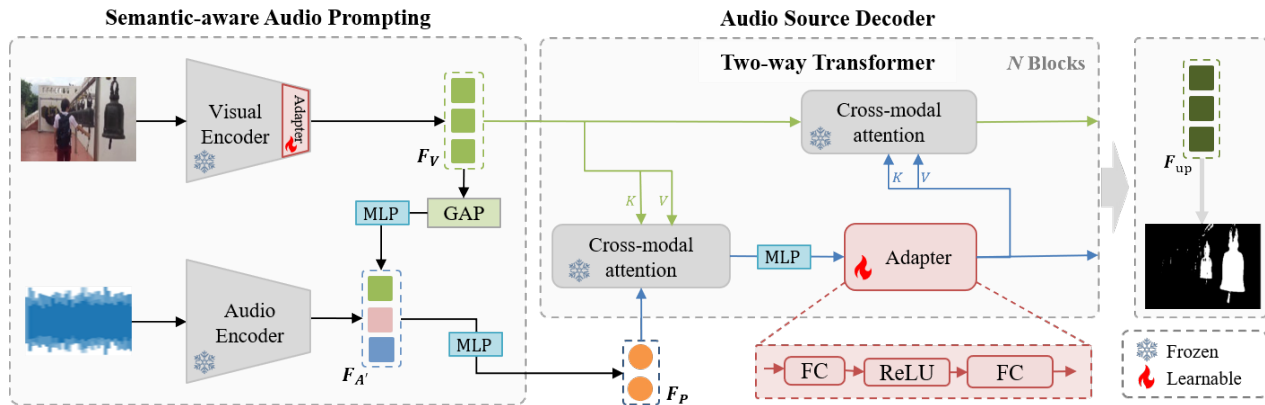 Semantic-aware Audio Prompting
Audio Source Decoder
Visual
Encoder
Adapter
F_V
GAP
MLP
Audio
Encoder
F_A'
MLP
F_P
Two-way Transformer
N Blocks
Cross-modal
attention
K V
K V
Cross-modal
attention
MLP
Adapter
FC
ReLU
FC
F_up
Frozen
Learnable